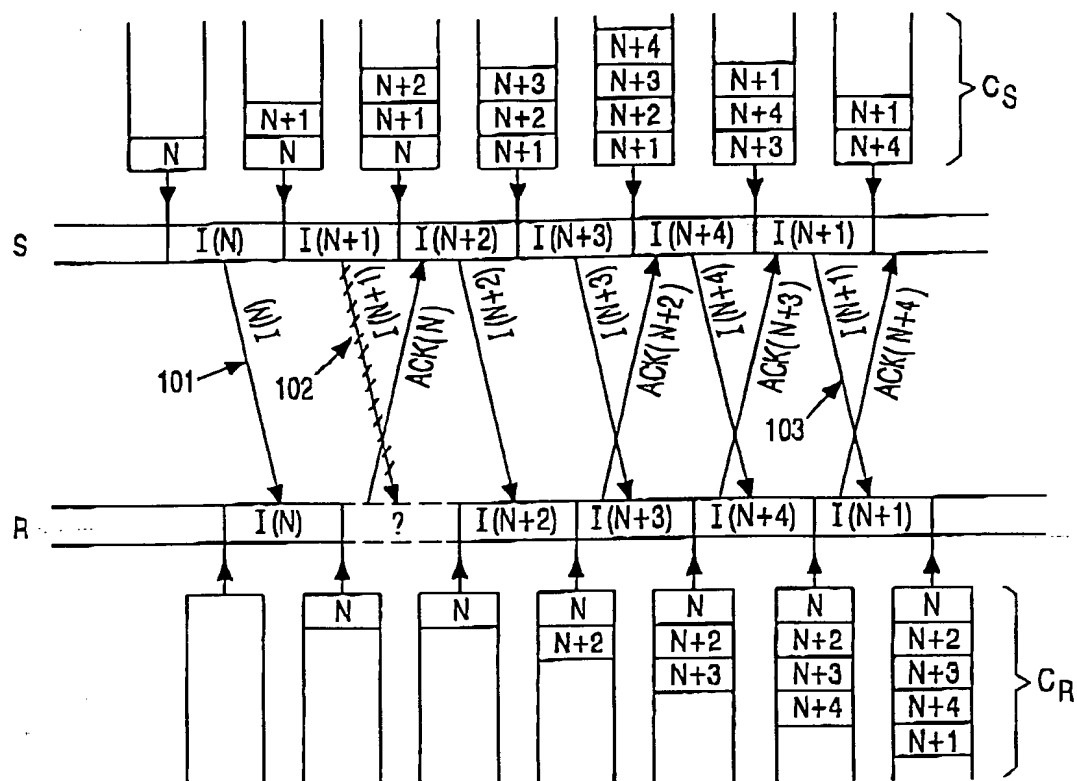 N
N+1
N
N+2
N+1
N
N+3
N+2
N+1
N+4
N+3
N+2
N+1
N+1
N+4
N+3
N+1
N+4
CS
S
I(N)
I(N+1)
I(N+2)
I(N+3)
I(N+4)
I(N+1)
I(N)
I(N+1)
ACK(N)
I(N+2)
I(N+3)
ACK(N+2)
I(N+4)
ACK(N+3)
I(N+1)
ACK(N+4)
101
102
103
R
I(N)
?
I(N+2)
I(N+3)
I(N+4)
I(N+1)
N
N
N
N+2
N
N+2
N+3
N
N+2
N+3
N+4
N
N+2
N+3
N+4
N+1
CR